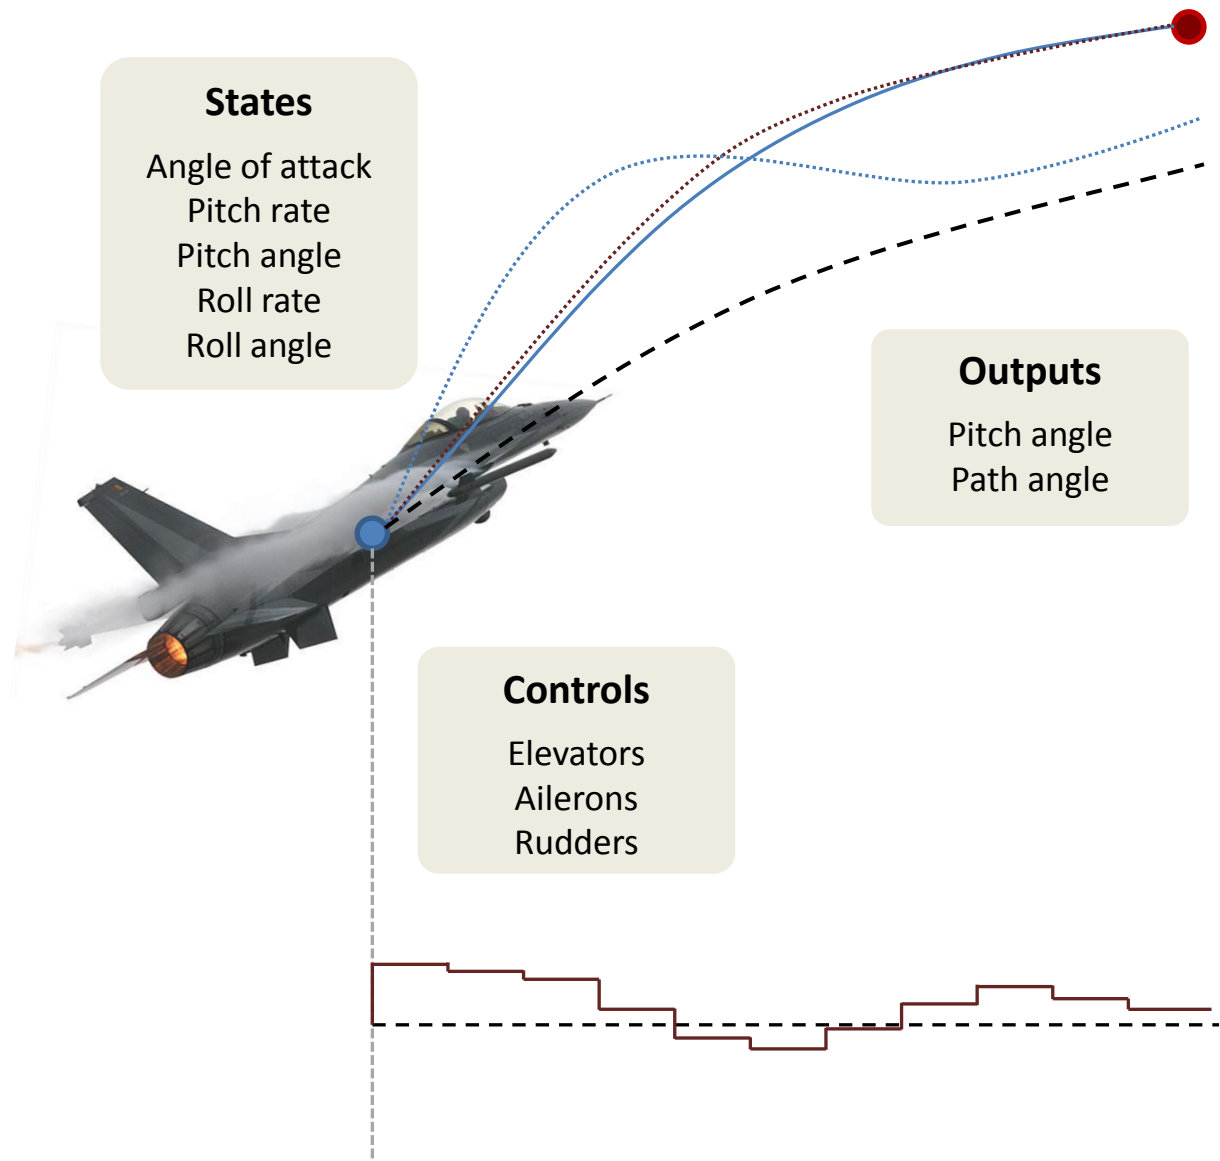 States
Angle of attack
Pitch rate
Pitch angle
Roll rate
Roll angle
Outputs
Pitch angle
Path angle
Controls
Elevators
Ailerons
Rudders